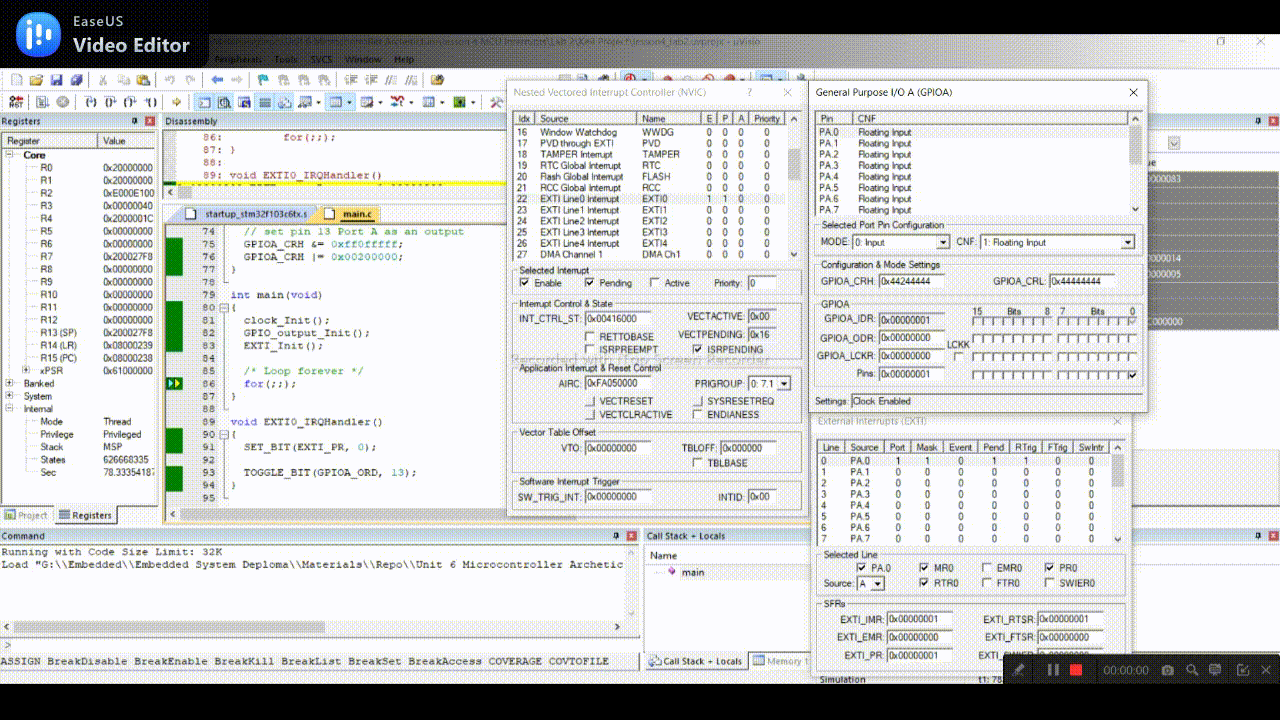 EaseUS
Video Editor
Peripherals Tools SVCS Window Help
Registers
Register Value
Core
R0 0x20000000
R1 0x20000000
R2 0xE000E100
R3 0x00000040
R4 0x2000001C
R5 0x00000000
R6 0x00000000
R7 0x200027F8
R8 0x00000000
R9 0x00000000
R10 0x00000000
R11 0x00000000
R12 0x00000000
R13 (SP) 0x200027F8
R14 (LR) 0x08000239
R15 (PC) 0x08000238
xPSR 0x61000000
Banked
System
Internal
Mode Thread
Privilege Privileged
Stack MSP
States 626668335
Sec 78.33354187
Project Registers
Disassembly
86: for(;;);
87: }
88:
89: void EXTI0_IRQHandler()
startup_stm32f103c6tx.s main.c
74 // set pin 13 Port A as an output
75 GPIOA_CRH &= 0xff0fffff;
76 GPIOA_CRH |= 0x00200000;
77 }
78
79 int main(void)
80 {
81 clock_Init();
82 GPIO_output_Init();
83 EXTI_Init();
84
85 /* Loop forever */
86 for(;;);
87 }
88
89 void EXTI0_IRQHandler()
90 {
91 SET_BIT(EXTI_PR, 0);
92
93 TOGGLE_BIT(GPIOA_ORD, 13);
94 }
95
Nested Vectored Interrupt Controller (NVIC)
Idx Source Name E P A Priority
16 Window Watchdog WWDG 0 0 0 0
17 PVD through EXTI PVD 0 0 0 0
18 TAMPER Interrupt TAMPER 0 0 0 0
19 RTC Global Interrupt RTC 0 0 0 0
20 Flash Global Interrupt FLASH 0 0 0 0
21 RCC Global Interrupt RCC 0 0 0 0
22 EXTI Line0 Interrupt EXTI0 1 1 0 0
23 EXTI Line1 Interrupt EXTI1 0 0 0 0
24 EXTI Line2 Interrupt EXTI2 0 0 0 0
25 EXTI Line3 Interrupt EXTI3 0 0 0 0
26 EXTI Line4 Interrupt EXTI4 0 0 0 0
27 DMA Channel 1 DMA Ch1 0 0 0 0
Selected Interrupt
Enable Pending Active Priority: 0
Interrupt Control & State
INT_CTRL_ST: 0x00416000 VECTACTIVE: 0x00
RETTOBASE VECTPENDING: 0x16
ISRPREEMPT ISRPENDING
Recorded with iTop Screen Recorder
Application Interrupt & Reset Control
AIRC: 0xFA050000 PRIGROUP: 0: 7.1
VECTRESET SYSRESETREQ
VECTCLRACTIVE ENDIANESS
Vector Table Offset
VTO: 0x00000000 TBLOFF: 0x000000
TBLBASE
Software Interrupt Trigger
SW_TRIG_INT: 0x00000000 INTID: 0x00
General Purpose I/O A (GPIOA)
Pin CNF
PA.0 Floating Input
PA.1 Floating Input
PA.2 Floating Input
PA.3 Floating Input
PA.4 Floating Input
PA.5 Floating Input
PA.6 Floating Input
PA.7 Floating Input
Selected Port Pin Configuration
MODE: 0: Input CNF: 1: Floating Input
Configuration & Mode Settings
GPIOA_CRH: 0x44244444 GPIOA_CRL: 0x44444444
GPIOA
15 Bits 8 7 Bits 0
GPIOA_IDR: 0x00000001
GPIOA_ODR: 0x00000000
GPIOA_LCKR: 0x00000000 LCKK
Pins: 0x00000001
Settings: Clock Enabled
External Interrupts (EXTI)
Line Source Port Mask Event Pend RTrig FTrig SwIntr
0 PA.0 1 1 0 1 1 0 0
1 PA.1 0 0 0 0 0 0 0
2 PA.2 0 0 0 0 0 0 0
3 PA.3 0 0 0 0 0 0 0
4 PA.4 0 0 0 0 0 0 0
5 PA.5 0 0 0 0 0 0 0
6 PA.6 0 0 0 0 0 0 0
7 PA.7 0 0 0 0 0 0 0
Selected Line
PA.0 MR0 EMR0 PR0
Source: A RTR0 FTR0 SWIER0
SFRs
EXTI_IMR: 0x00000001 EXTI_RTSR: 0x00000001
EXTI_EMR: 0x00000000 EXTI_FTSR: 0x00000000
EXTI_PR: 0x00000001
Command
Running with Code Size Limit: 32K
Load "G:\\Embedded\\Embedded System Deploma\\Materials\\Repo\\Unit 6 Microcontroller Archetic
>
ASSIGN BreakDisable BreakEnable BreakKill BreakList BreakSet BreakAccess COVERAGE COVTOFILE
Call Stack + Locals
Name
main
Call Stack + Locals Memory 1
Simulation t1: 78
00:00:00